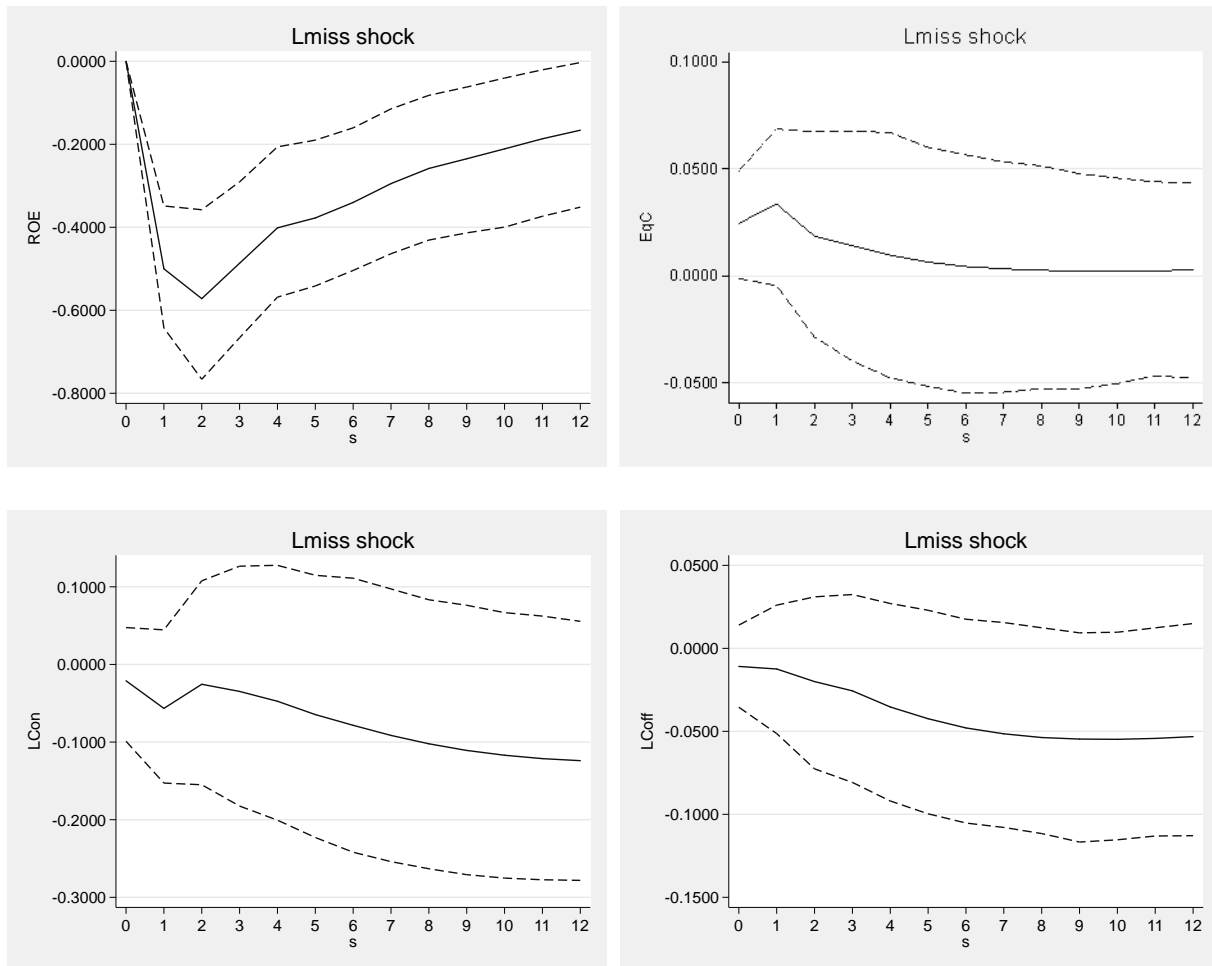 Lmiss shock
0.0000
-0.2000
-0.4000
-0.6000
-0.8000
ROE
0 1 2 3 4 5 6 7 8 9 10 11 12
s
Lmiss shock
0.1000
0.0500
0.0000
-0.0500
EqC
0 1 2 3 4 5 6 7 8 9 10 11 12
s
Lmiss shock
0.1000
0.0000
-0.1000
-0.2000
-0.3000
LCon
0 1 2 3 4 5 6 7 8 9 10 11 12
s
Lmiss shock
0.0500
0.0000
-0.0500
-0.1000
-0.1500
LCoff
0 1 2 3 4 5 6 7 8 9 10 11 12
s